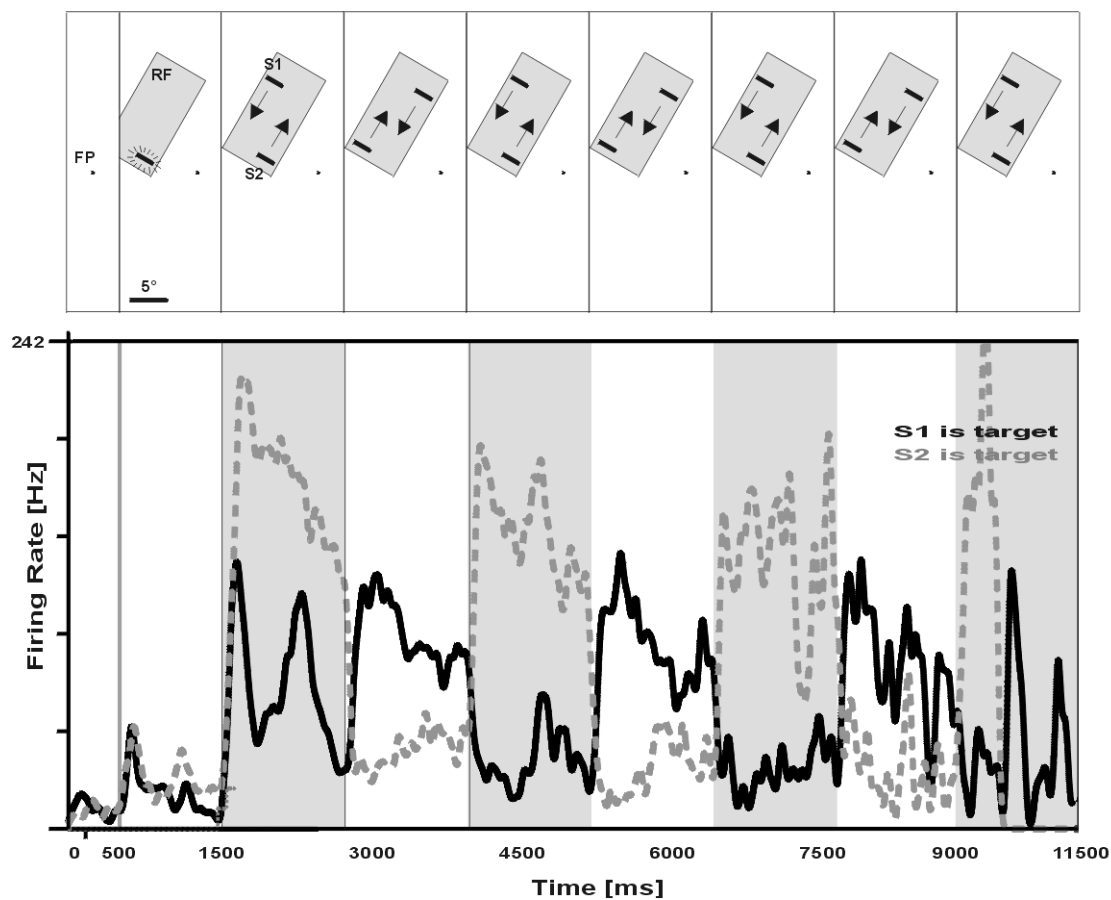 RF
S1
FP
S2
5°
242
S1 is target
S2 is target
Firing Rate [Hz]
0 500 1500 3000 4500 6000 7500 9000 11500
Time [ms]